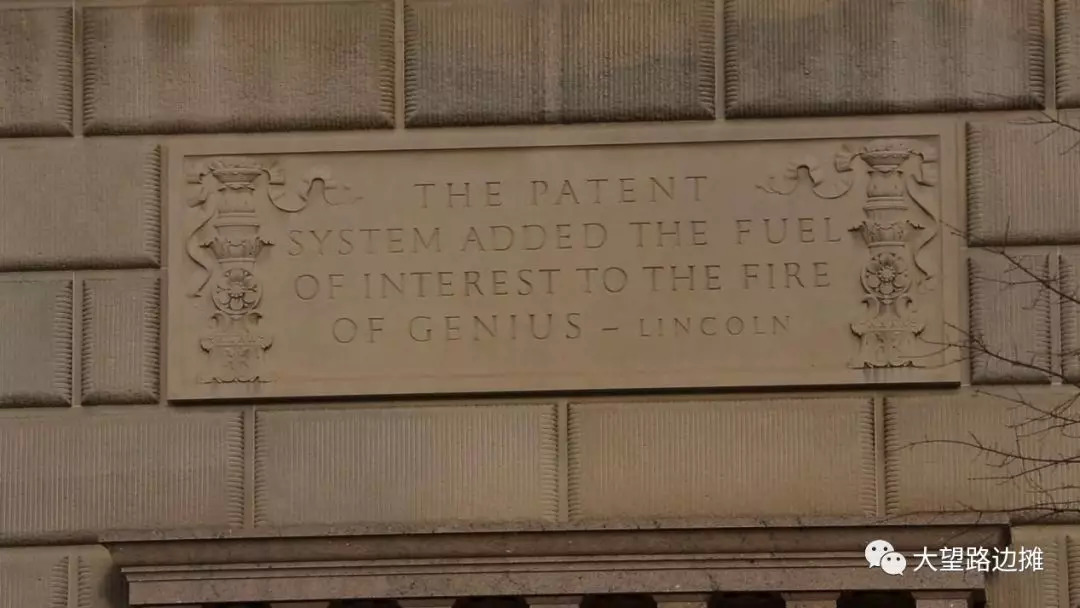 THE PATENT
SYSTEM ADDED THE FUEL
OF INTEREST TO THE FIRE
OF GENIUS – LINCOLN
大望路边摊